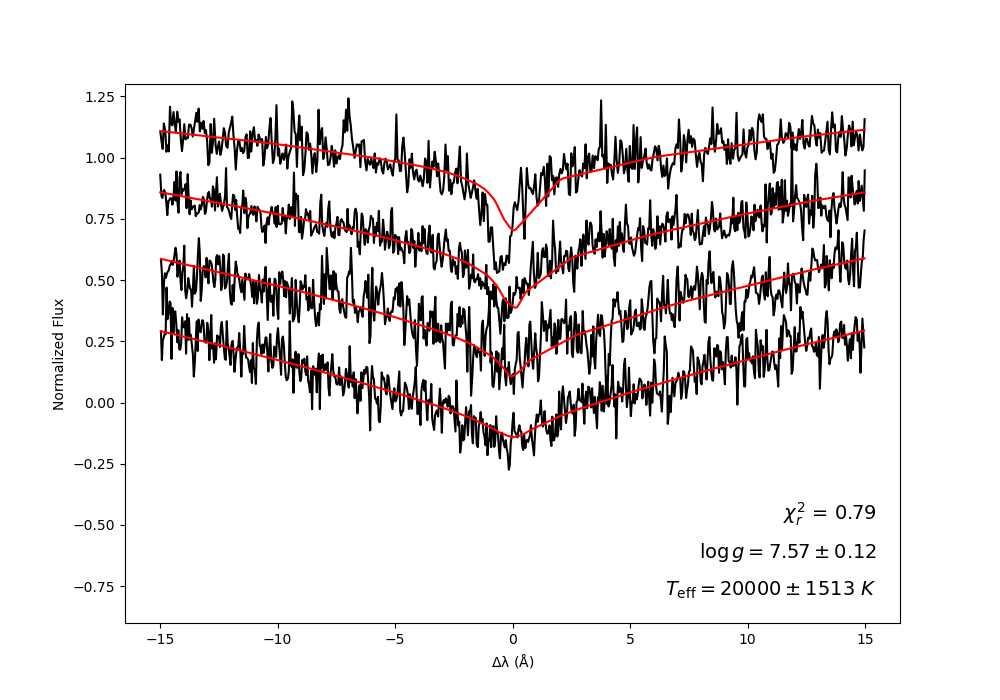 1.25
1.00
0.75
0.50
0.25
0.00
−0.25
−0.50
−0.75
Normalized Flux
χ²ᵣ = 0.79
log g = 7.57 ± 0.12
T_eff = 20000 ± 1513 K
−15 −10 −5 0 5 10 15
Δλ (Å)